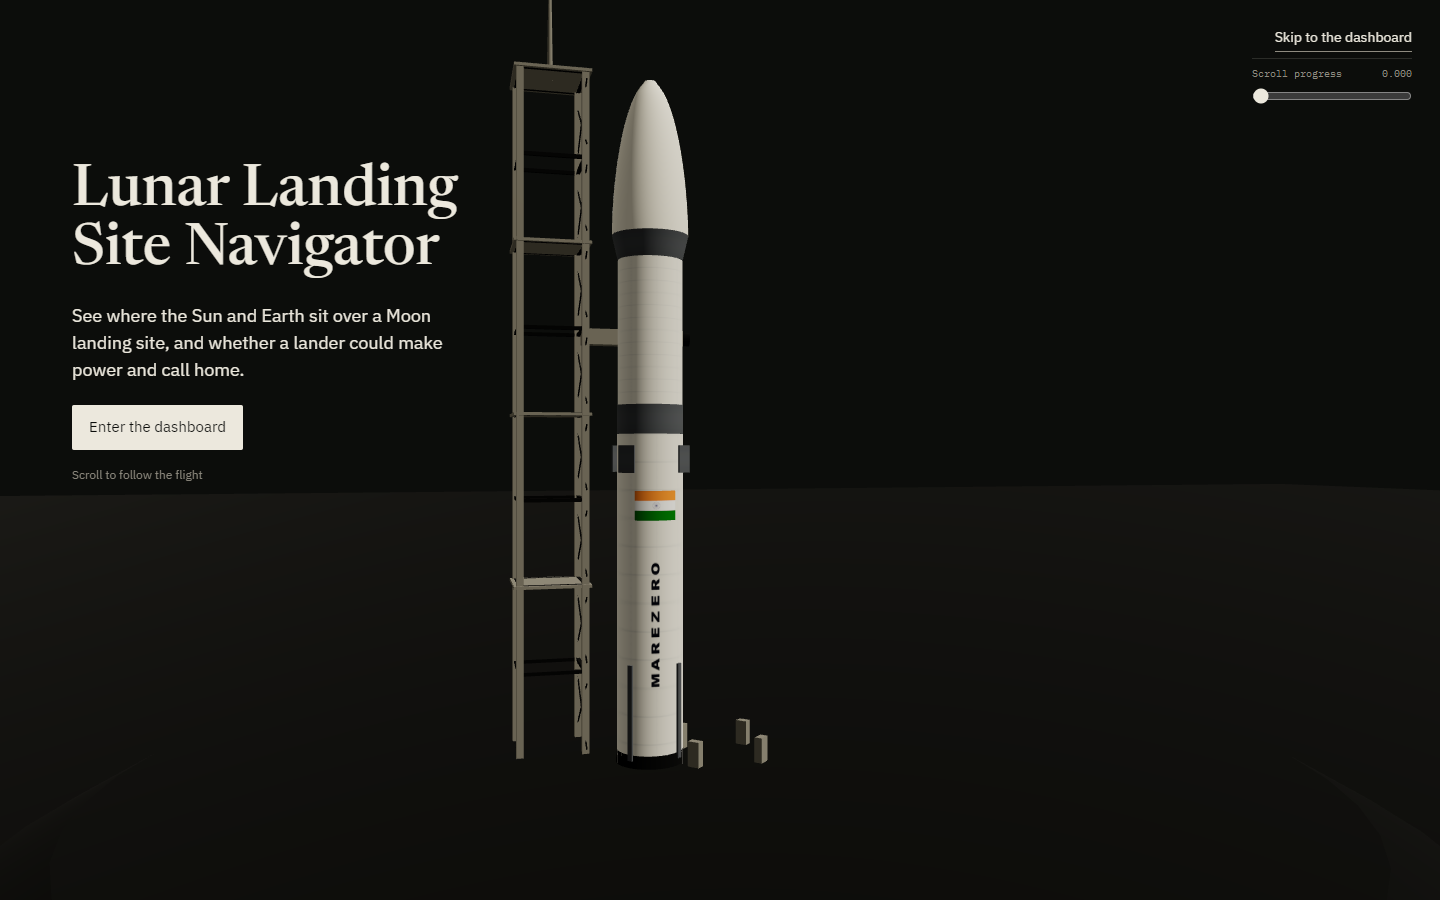 Skip to the dashboard
Scroll progress 0.000
Lunar Landing
Site Navigator
See where the Sun and Earth sit over a Moon
landing site, and whether a lander could make
power and call home.
Enter the dashboard
Scroll to follow the flight
MAREZERO